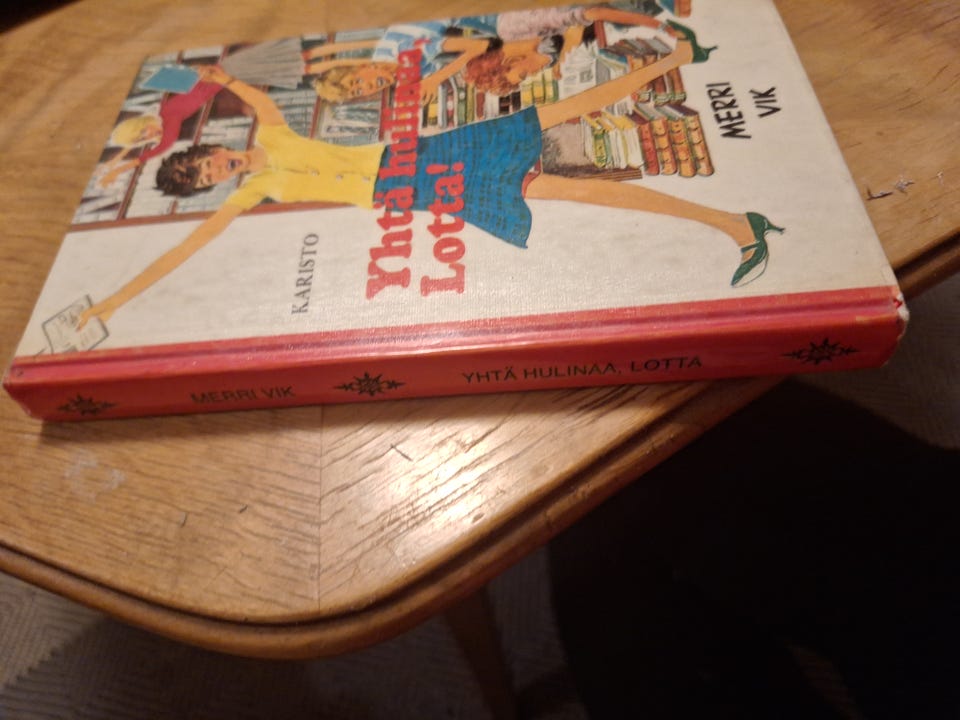 MERRI
VIK
Yhtä hulinaa,
Lotta!
KARISTO
MERRI VIK
YHTÄ HULINAA, LOTTA